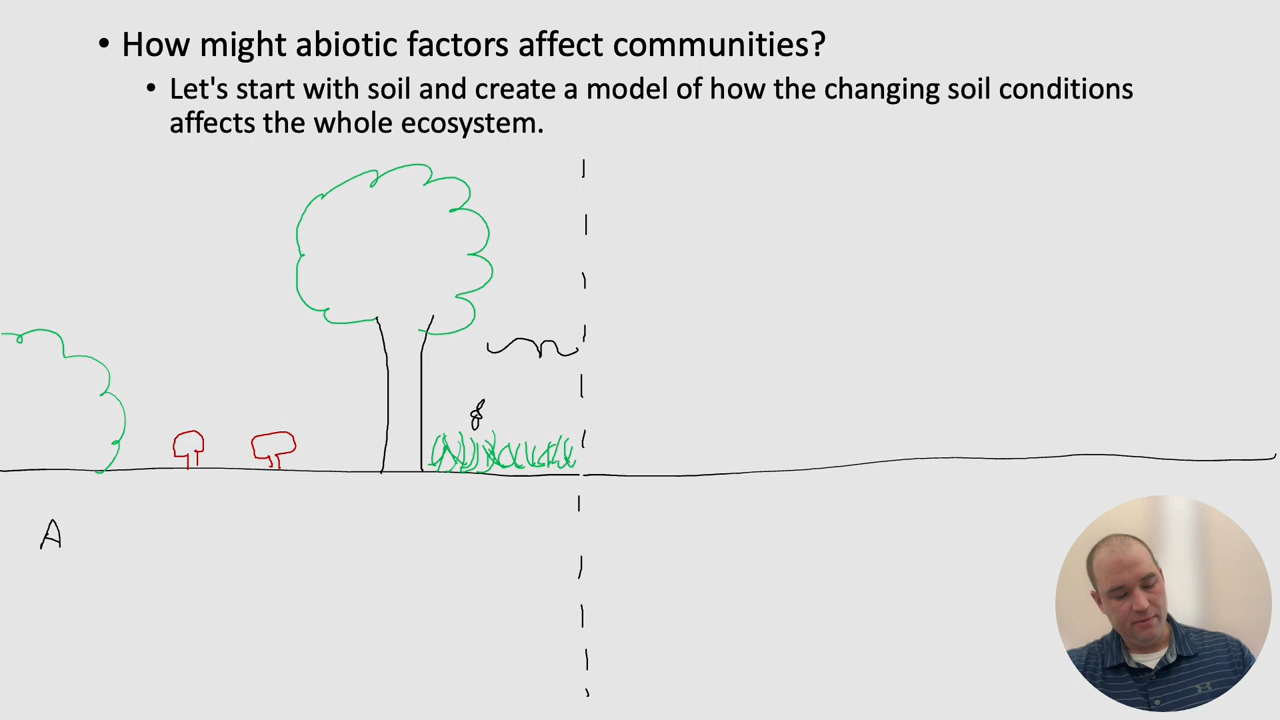 • How might abiotic factors affect communities?
• Let's start with soil and create a model of how the changing soil conditions
affects the whole ecosystem.
A